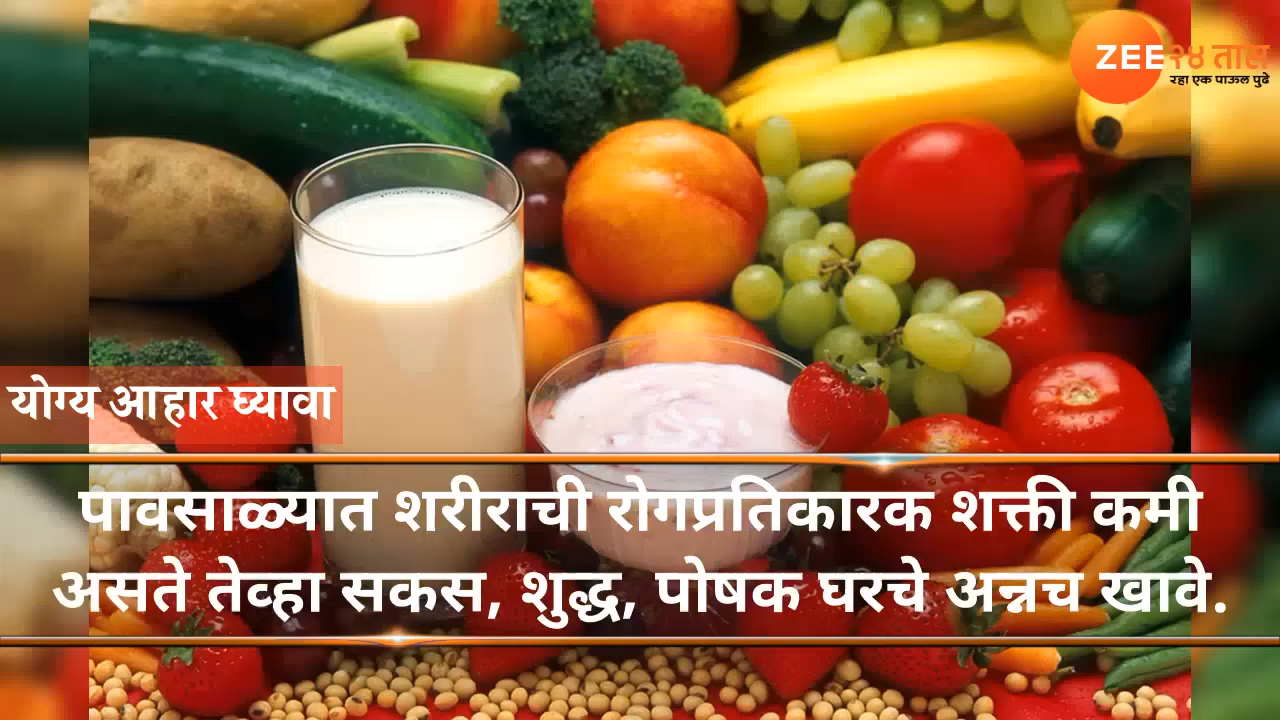 ZEE २४ तास
रहा एक पाऊल पुढे
योग्य आहार घ्यावा
पावसाळ्यात शरीराची रोगप्रतिकारक शक्ती कमी
असते तेव्हा सकस, शुद्ध, पोषक घरचे अन्नच खावे.